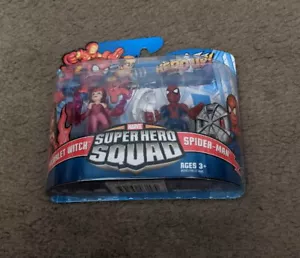 MARVEL
SUPER HERO
SQUAD
SCARLET WITCH
SPIDER-MAN
AGES 3+